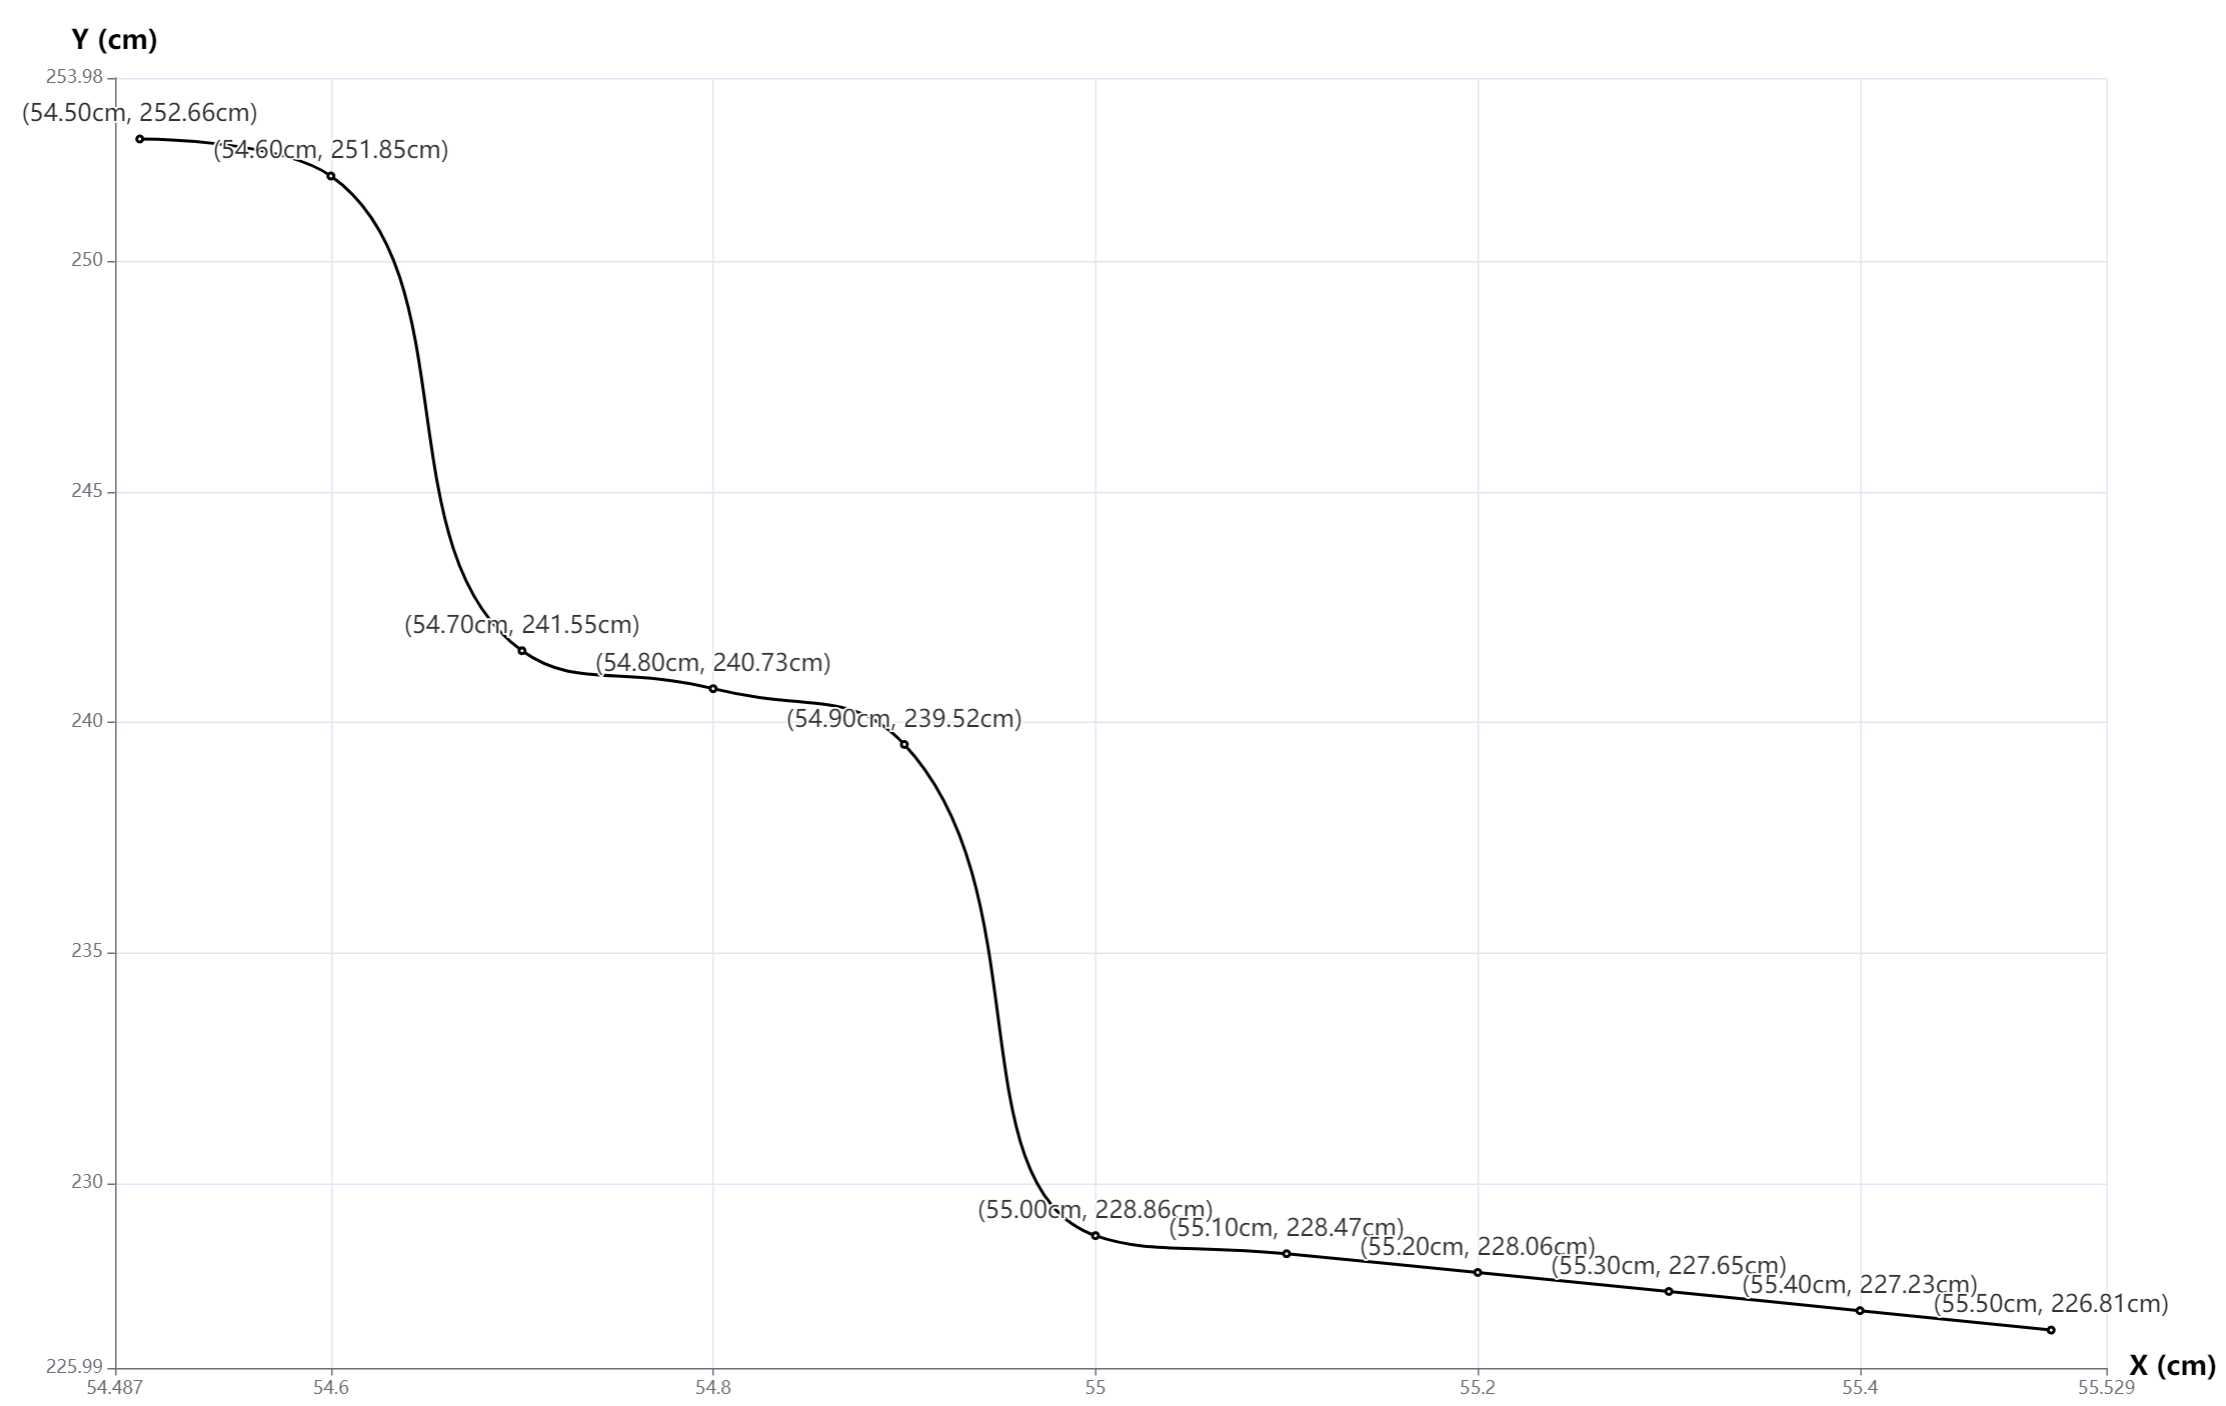 Y (cm)
253.98
(54.50cm, 252.66cm)
(54.60cm, 251.85cm)
250
245
(54.70cm, 241.55cm)
(54.80cm, 240.73cm)
240
(54.90cm, 239.52cm)
235
230
(55.00cm, 228.86cm)
(55.10cm, 228.47cm)
(55.20cm, 228.06cm)
(55.30cm, 227.65cm)
(55.40cm, 227.23cm)
(55.50cm, 226.81cm)
225.99
X (cm)
54.487
54.6
54.8
55
55.2
55.4
55.529